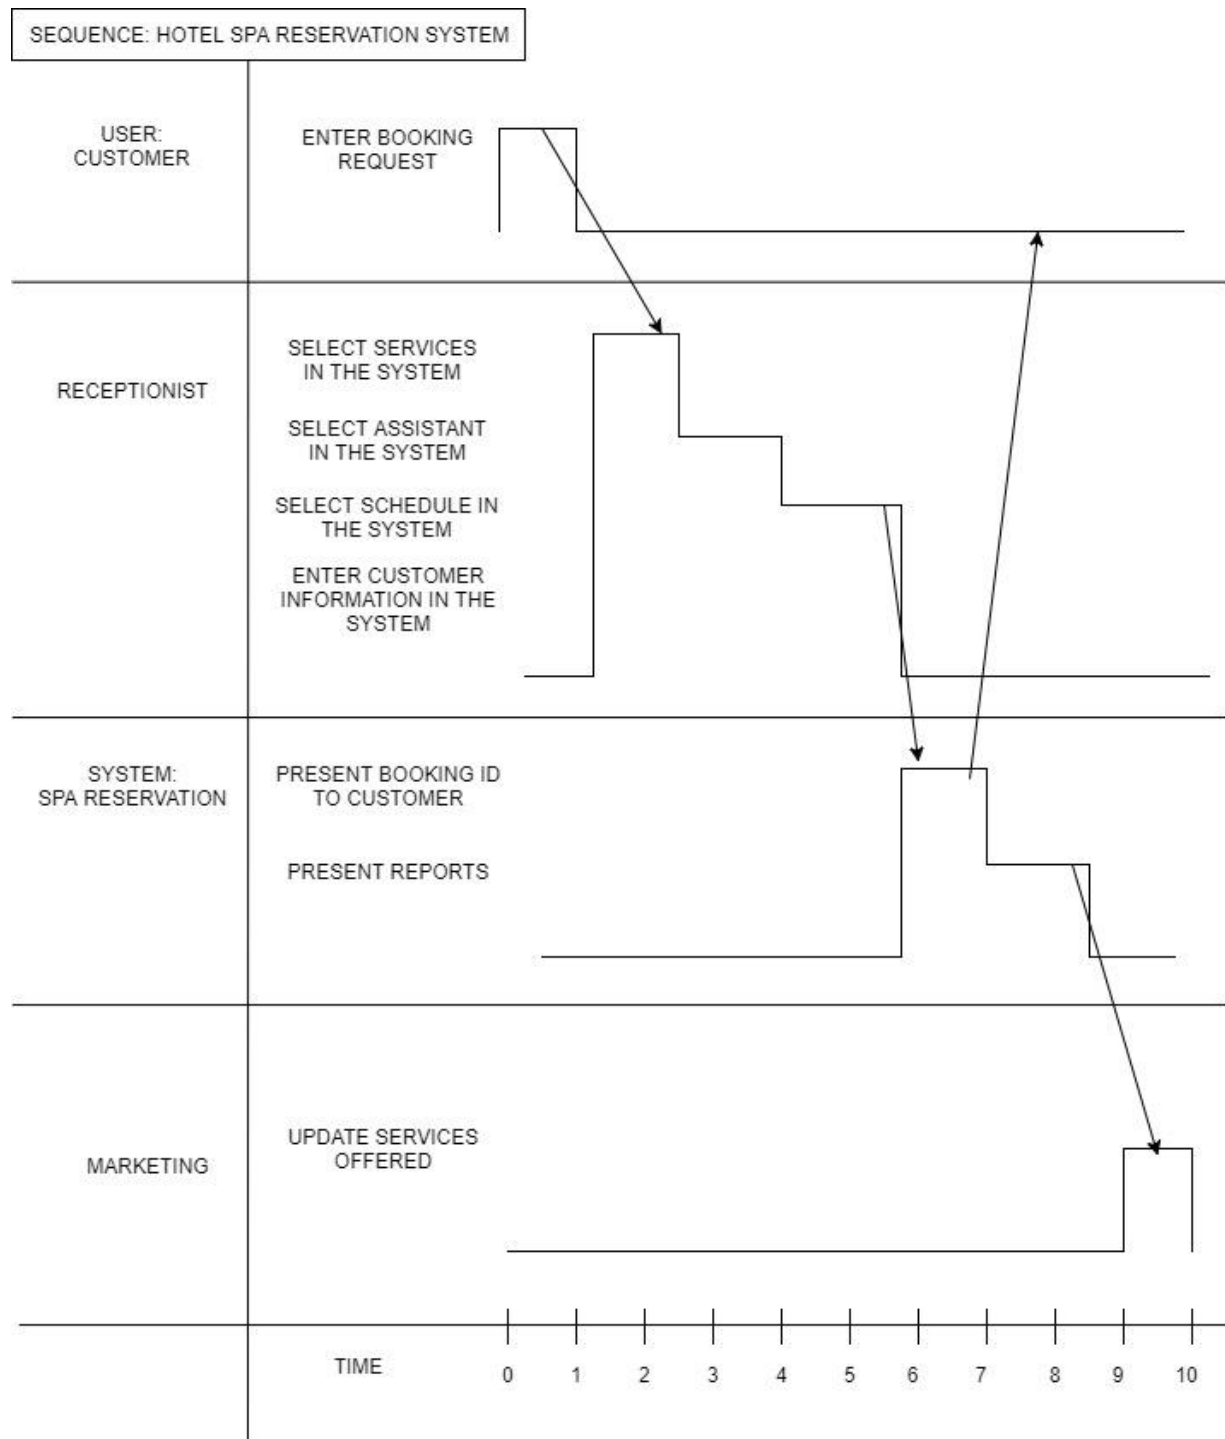 SEQUENCE: HOTEL SPA RESERVATION SYSTEM
USER:
CUSTOMER
ENTER BOOKING
REQUEST
RECEPTIONIST
SELECT SERVICES
IN THE SYSTEM
SELECT ASSISTANT
IN THE SYSTEM
SELECT SCHEDULE IN
THE SYSTEM
ENTER CUSTOMER
INFORMATION IN THE
SYSTEM
SYSTEM:
SPA RESERVATION
PRESENT BOOKING ID
TO CUSTOMER
PRESENT REPORTS
MARKETING
UPDATE SERVICES
OFFERED
TIME
0 1 2 3 4 5 6 7 8 9 10